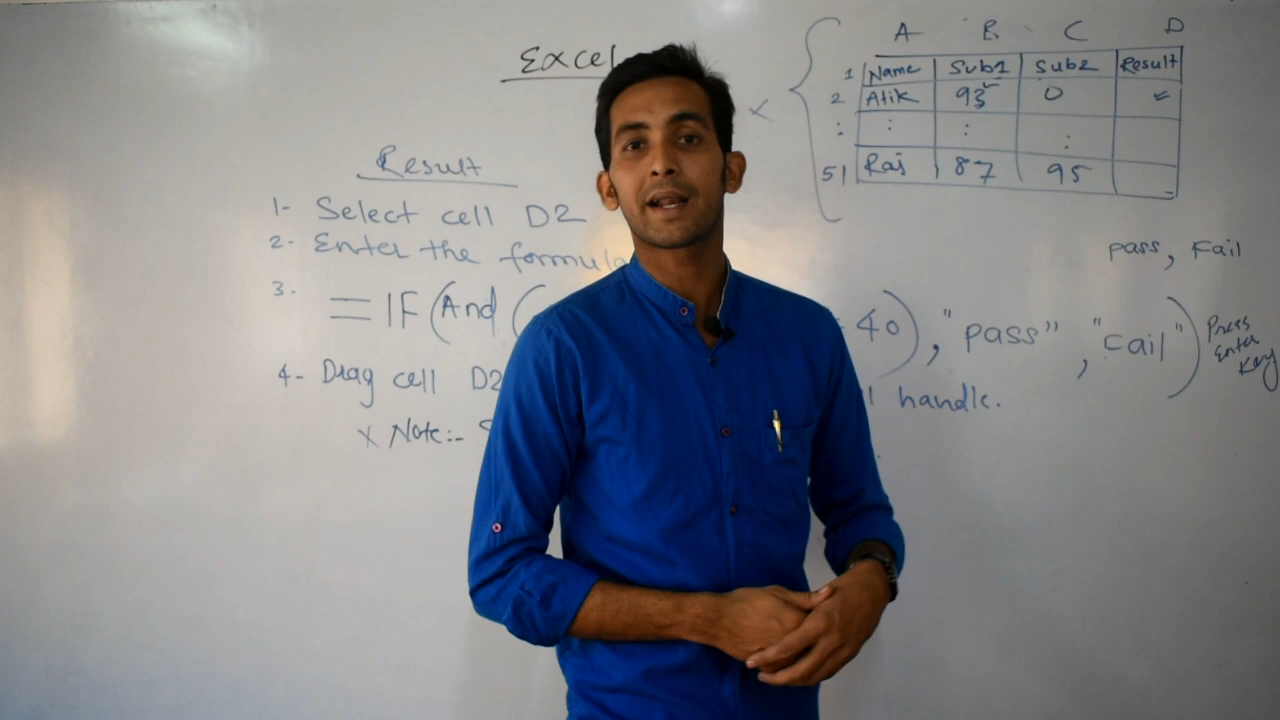 Excel
A B C D
1 Name Sub1 Sub2 Result
2 Atik 93 0 =
: : : :
51 Raj 87 95
Result
1- Select cell D2
2- Enter the formula
pass, Fail
3- =IF(And( = 40), "pass", "Fail") Press Enter Key
4- Drag cell D2 handle.
x Note:-